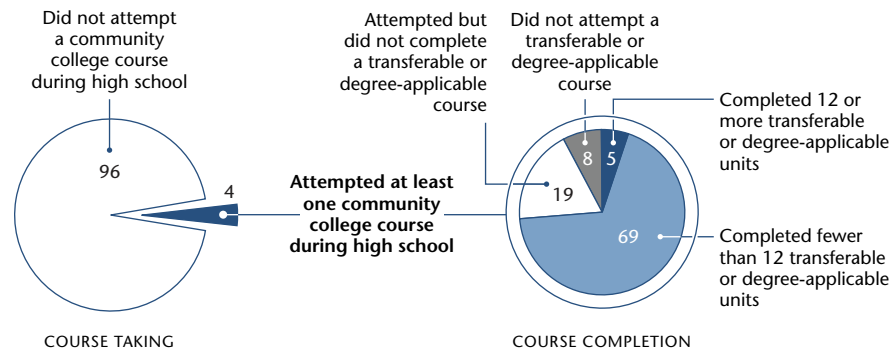 Did not attempt
a community
college course
during high school
96
4
COURSE TAKING
Attempted at least
one community
college course
during high school
Attempted but
did not complete
a transferable or
degree-applicable
course
Did not attempt a
transferable or
degree-applicable
course
Completed 12 or
more transferable
or degree-applicable
units
8
5
19
69
Completed fewer
than 12 transferable
or degree-applicable
units
COURSE COMPLETION